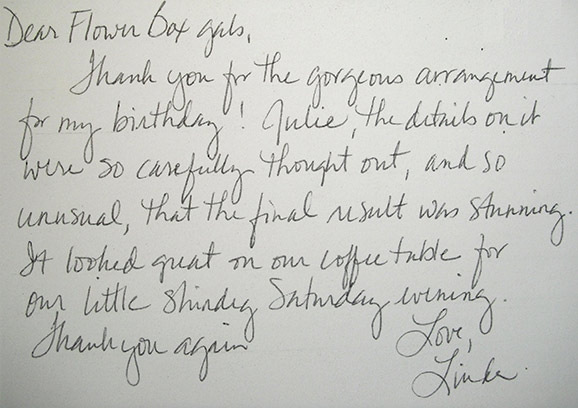 Dear Flower Box gals,
Thank you for the gorgeous arrangement
for my birthday! Julie, the details on it
were so carefully thought out, and so
unusual, that the final result was stunning.
It looked great on our coffee table for
our little shindig Saturday evening.
Thank you again
Love,
Linda